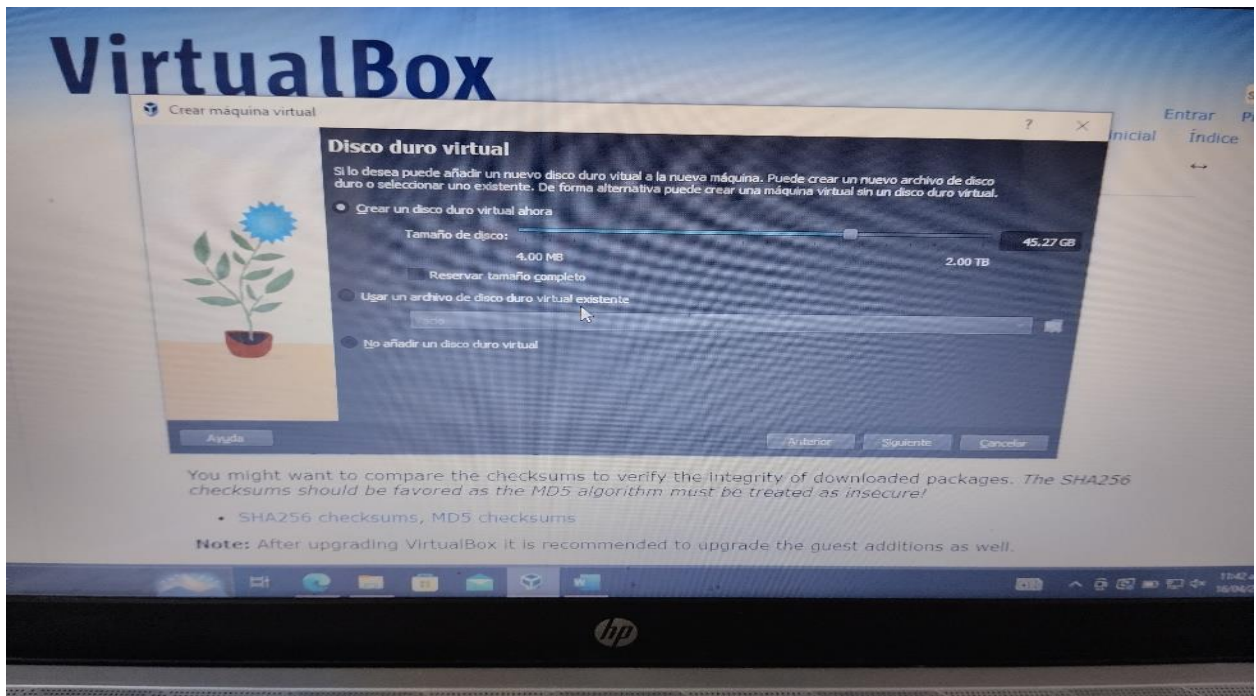 VirtualBox
Crear máquina virtual
?
Entrar
inicial Índice
Disco duro virtual
Si lo desea puede añadir un nuevo disco duro vitual a la nueva máquina. Puede crear un nuevo archivo de disco
duro o seleccionar uno existente. De forma alternativa puede crear una máquina virtual sin un disco duro virtual.
Crear un disco duro virtual ahora
Tamaño de disco:
45,27 GB
4.00 MB 2.00 TB
Reservar tamaño completo
Usar un archivo de disco duro virtual existente
No añadir un disco duro virtual
Ayuda Anterior Siguiente Cancelar
You might want to compare the checksums to verify the integrity of downloaded packages. The SHA256
checksums should be favored as the MD5 algorithm must be treated as insecure!
• SHA256 checksums, MD5 checksums
Note: After upgrading VirtualBox it is recommended to upgrade the guest additions as well.
11:42
16/04/2
hp